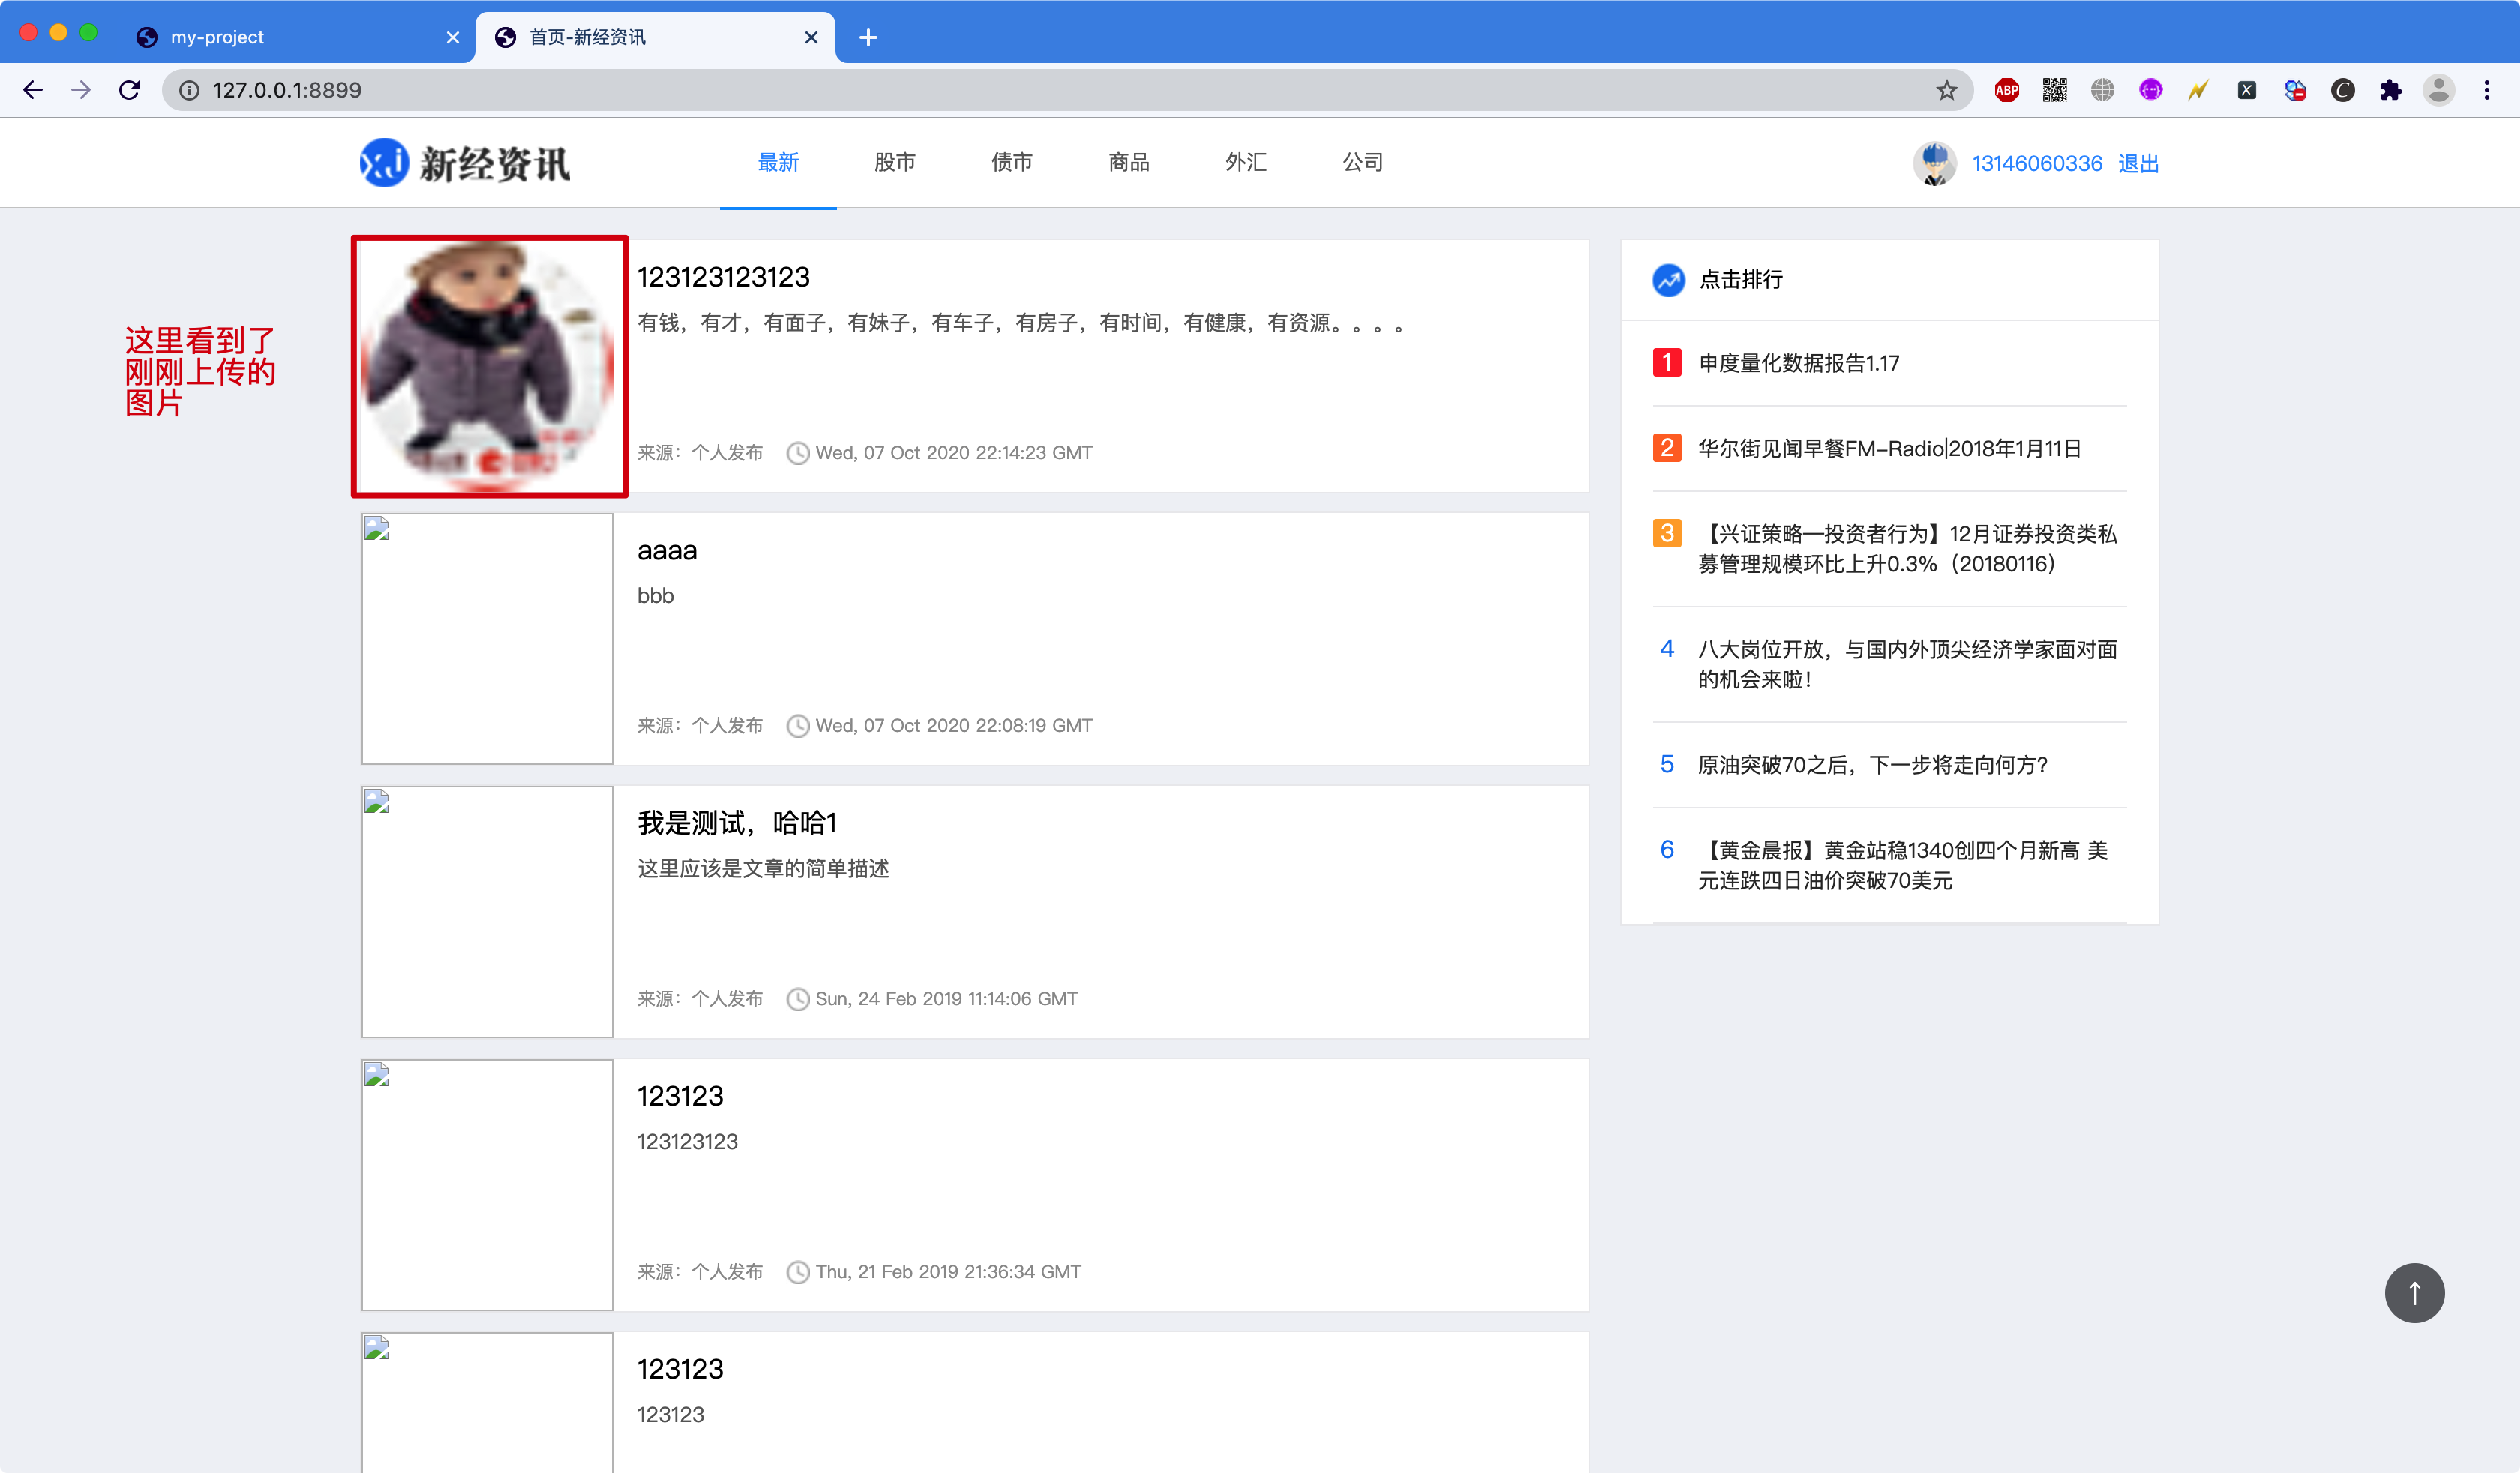 my-project
首页-新经资讯
127.0.0.1:8899
ABP
新经资讯
最新
股市
债市
商品
外汇
公司
13146060336
退出
这里看到了
刚刚上传的
图片
123123123123
有钱，有才，有面子，有妹子，有车子，有房子，有时间，有健康，有资源。。。。
来源：个人发布
Wed, 07 Oct 2020 22:14:23 GMT
aaaa
bbb
来源：个人发布
Wed, 07 Oct 2020 22:08:19 GMT
我是测试，哈哈1
这里应该是文章的简单描述
来源：个人发布
Sun, 24 Feb 2019 11:14:06 GMT
123123
123123123
来源：个人发布
Thu, 21 Feb 2019 21:36:34 GMT
123123
123123
点击排行
1 申度量化数据报告1.17
2 华尔街见闻早餐FM-Radio|2018年1月11日
3 【兴证策略—投资者行为】12月证券投资类私
募管理规模环比上升0.3%（20180116）
4 八大岗位开放，与国内外顶尖经济学家面对面
的机会来啦！
5 原油突破70之后，下一步将走向何方？
6 【黄金晨报】黄金站稳1340创四个月新高 美
元连跌四日油价突破70美元